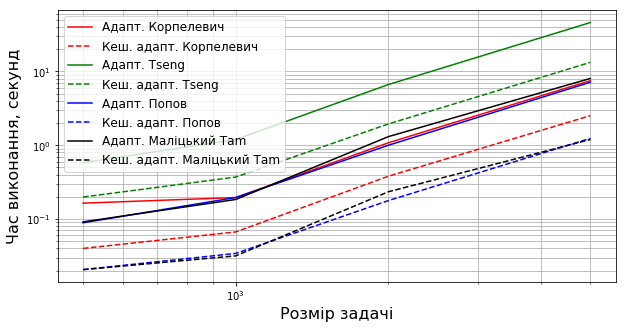 Адапт. Корпелевич
Кеш. адапт. Корпелевич
Адапт. Tseng
Кеш. адапт. Tseng
Адапт. Попов
Кеш. адапт. Попов
Адапт. Маліцький Tam
Кеш. адапт. Маліцький Tam
Час виконання, секунд
10¹
10⁰
10⁻¹
10³
Розмір задачі